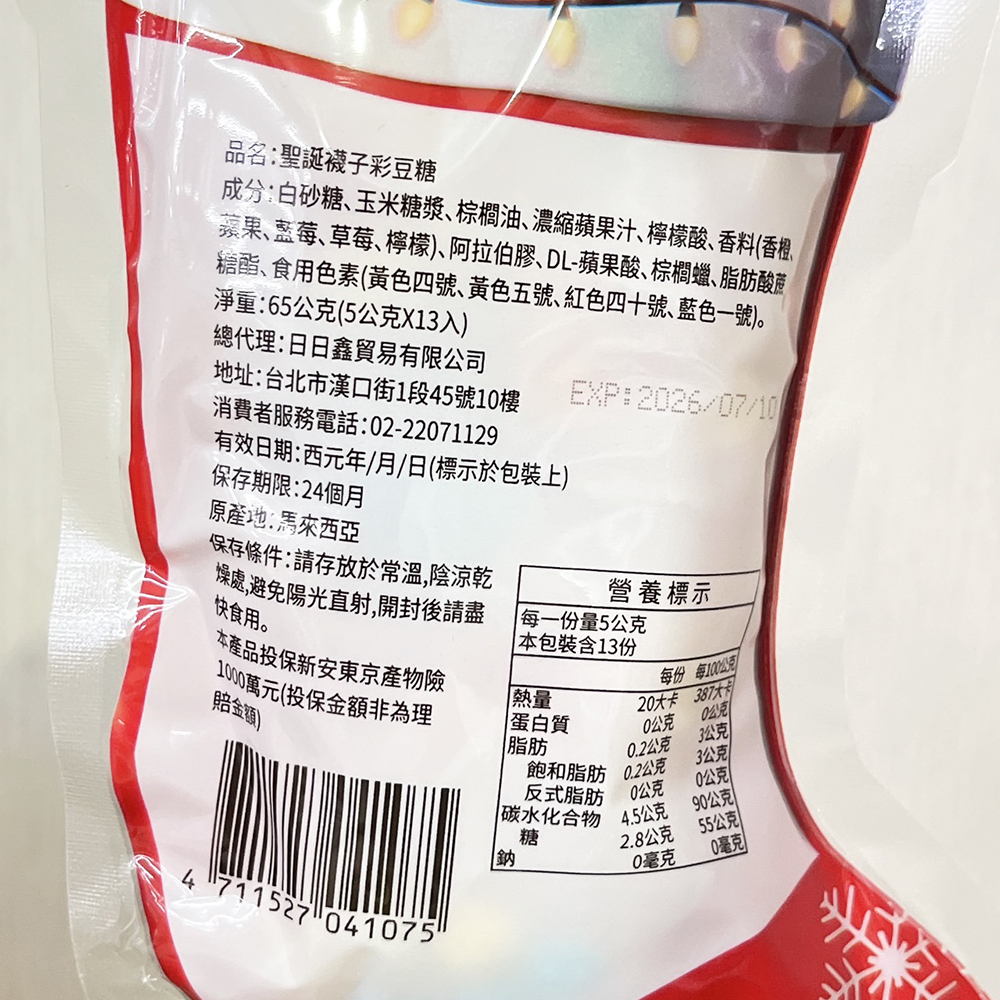 品名:聖誕襪子彩豆糖
成分:白砂糖、玉米糖漿、棕櫚油、濃縮蘋果汁、檸檬酸、香料(香橙、
蘋果、藍莓、草莓、檸檬)、阿拉伯膠、DL-蘋果酸、棕櫚蠟、脂肪酸蔗
糖酯、食用色素(黃色四號、黃色五號、紅色四十號、藍色一號)。
淨重:65公克(5公克X13入)
總代理:日日鑫貿易有限公司
地址:台北市漢口街1段45號10樓
EXP:2026/07/10
消費者服務電話:02-22071129
有效日期:西元年/月/日(標示於包裝上)
保存期限:24個月
原產地:馬來西亞
保存條件:請存放於常溫,陰涼乾
燥處,避免陽光直射,開封後請盡
快食用。
本產品投保新安東京產物險
1000萬元(投保金額非為理
賠金額)
營養標示
每一份量5公克
本包裝含13份
每份 每100公克
熱量 20大卡 387大卡
蛋白質 0公克 0公克
脂肪 0.2公克 3公克
飽和脂肪 0.2公克 3公克
反式脂肪 0公克 0公克
碳水化合物 4.5公克 90公克
糖 2.8公克 55公克
鈉 0毫克 0毫克
4 711527 041075